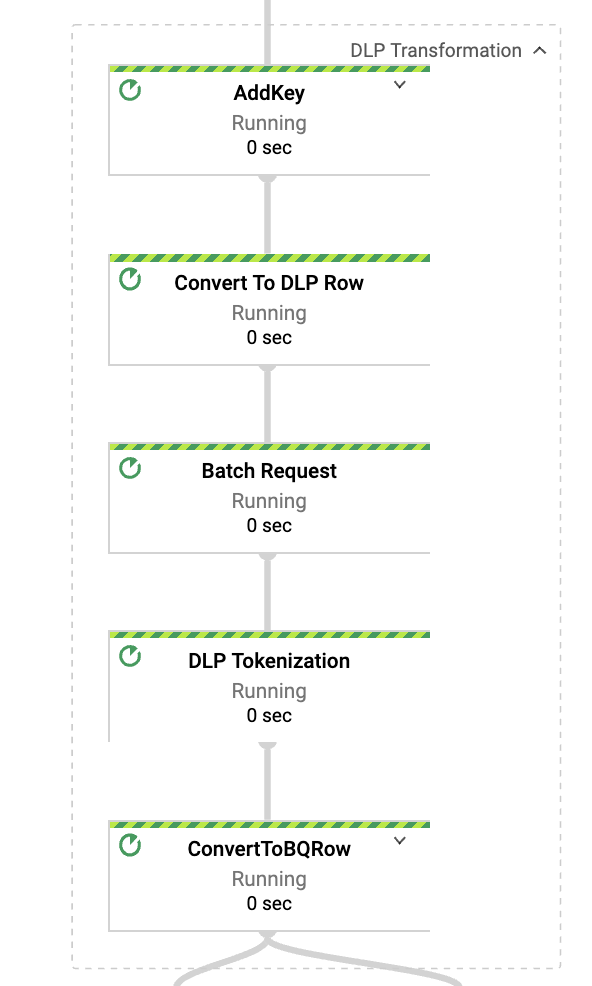 DLP Transformation
AddKey
Running
0 sec
Convert To DLP Row
Running
0 sec
Batch Request
Running
0 sec
DLP Tokenization
Running
0 sec
ConvertToBQRow
Running
0 sec